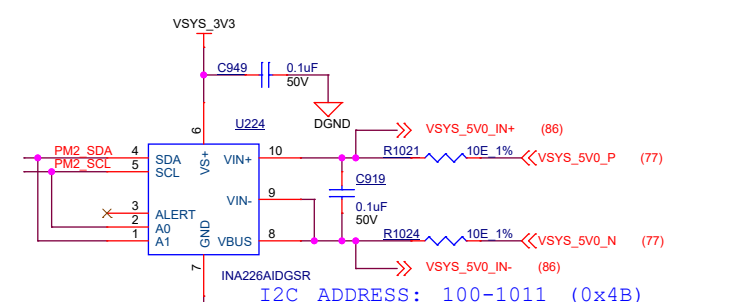 VSYS_3V3
C949 0.1uF
50V
U224
DGND
VSYS_5V0_IN+ (86)
6
PM2_SDA 4 SDA VS+ VIN+ 10 R1021 10E_1% VSYS_5V0_P (77)
PM2_SCL 5 SCL
C919
VIN- 9
0.1uF
50V
3 ALERT
2 A0
1 A1 GND VBUS 8 R1024 10E_1% VSYS_5V0_N (77)
7
VSYS_5V0_IN- (86)
INA226AIDGSR
I2C ADDRESS: 100-1011 (0x4B)